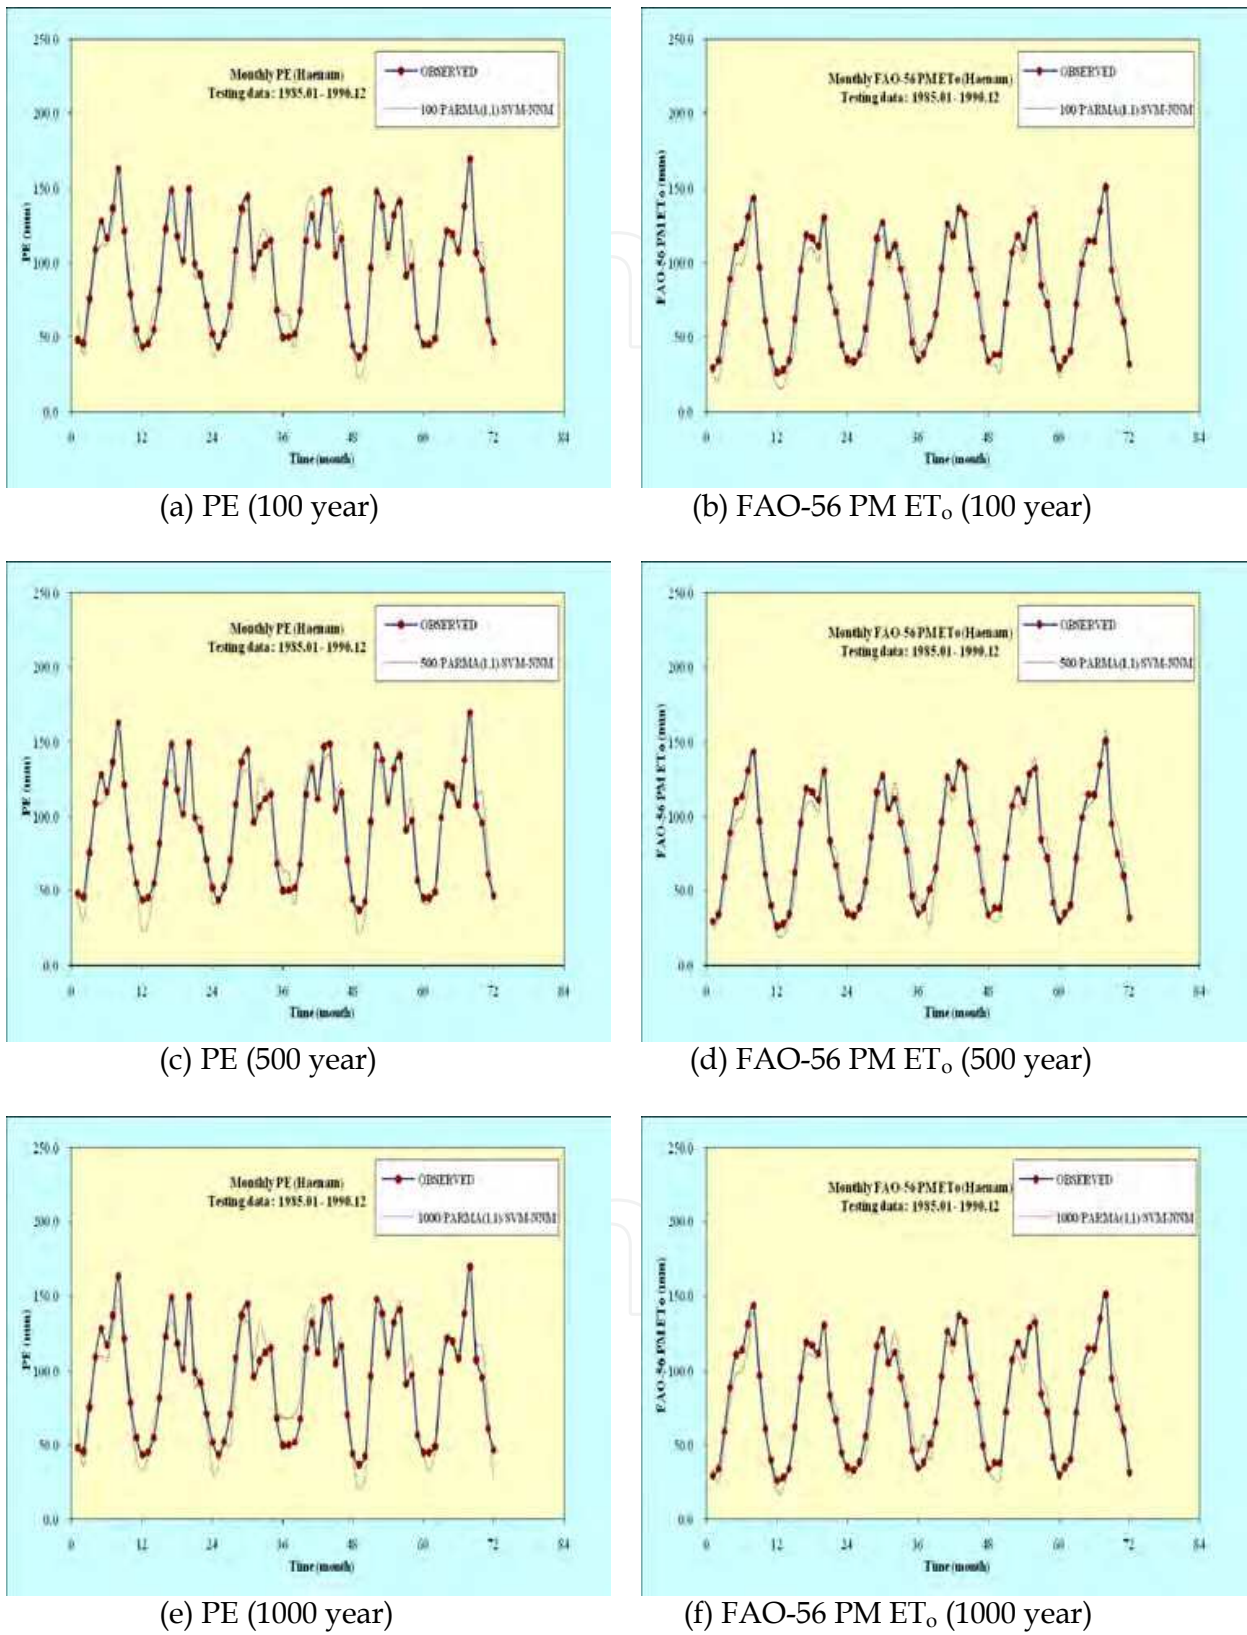 250.0
200.0
150.0
100.0
50.0
0.0
PE (mm)
Monthly PE (Haenam)
Testing data : 1985.01 - 1990.12
OBSERVED
100/PARMA(1,1)/SVM-NNM
0 12 24 36 48 60 72 84
Time (month)
(a) PE (100 year)
250.0
200.0
150.0
100.0
50.0
0.0
FAO-56 PM ETo (mm)
Monthly FAO-56 PM ETo (Haenam)
Testing data : 1985.01 - 1990.12
OBSERVED
100/PARMA(1,1)/SVM-NNM
0 12 24 36 48 60 72 84
Time (month)
(b) FAO-56 PM ETₒ (100 year)
250.0
200.0
150.0
100.0
50.0
0.0
PE (mm)
Monthly PE (Haenam)
Testing data : 1985.01 - 1990.12
OBSERVED
500/PARMA(1,1)/SVM-NNM
0 12 24 36 48 60 72 84
Time (month)
(c) PE (500 year)
250.0
200.0
150.0
100.0
50.0
0.0
FAO-56 PM ETo (mm)
Monthly FAO-56 PM ETo (Haenam)
Testing data : 1985.01 - 1990.12
OBSERVED
500/PARMA(1,1)/SVM-NNM
0 12 24 36 48 60 72 84
Time (month)
(d) FAO-56 PM ETₒ (500 year)
250.0
200.0
150.0
100.0
50.0
0.0
PE (mm)
Monthly PE (Haenam)
Testing data : 1985.01 - 1990.12
OBSERVED
1000/PARMA(1,1)/SVM-NNM
0 12 24 36 48 60 72 84
Time (month)
(e) PE (1000 year)
250.0
200.0
150.0
100.0
50.0
0.0
FAO-56 PM ETo (mm)
Monthly FAO-56 PM ETo (Haenam)
Testing data : 1985.01 - 1990.12
OBSERVED
1000/PARMA(1,1)/SVM-NNM
0 12 24 36 48 60 72 84
Time (month)
(f) FAO-56 PM ETₒ (1000 year)